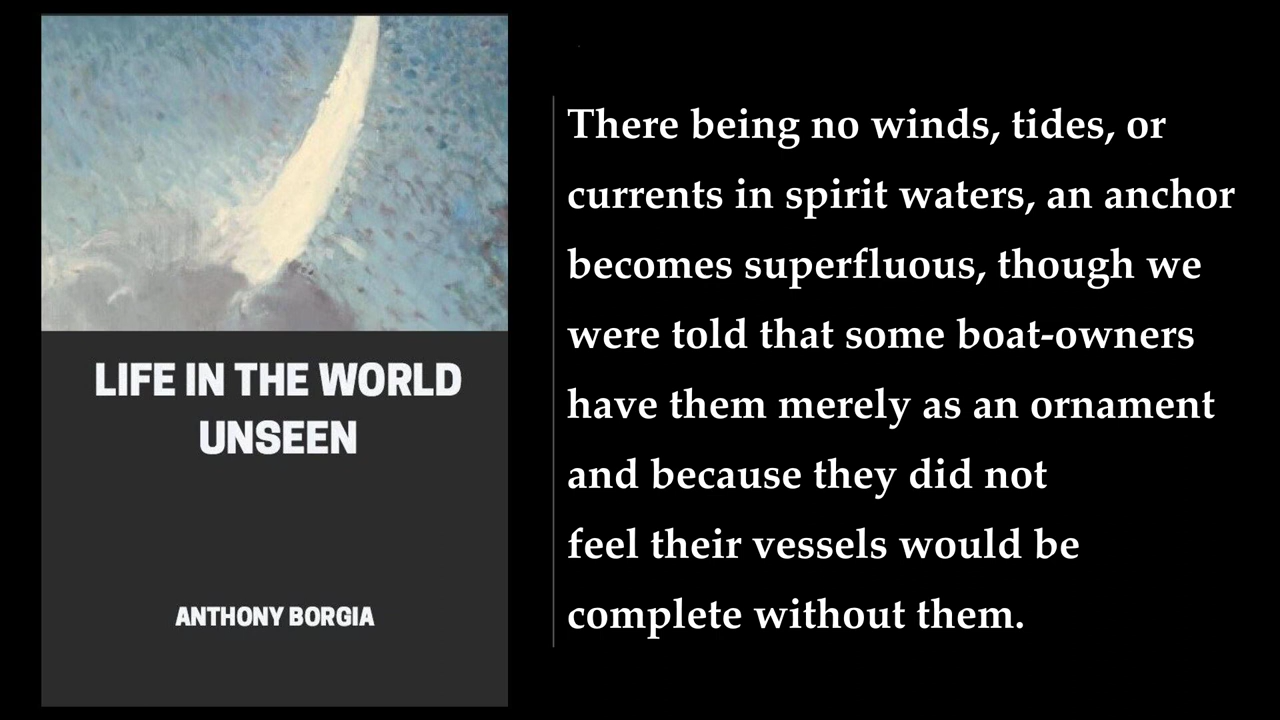 LIFE IN THE WORLD
UNSEEN
ANTHONY BORGIA
There being no winds, tides, or
currents in spirit waters, an anchor
becomes superfluous, though we
were told that some boat-owners
have them merely as an ornament
and because they did not
feel their vessels would be
complete without them.